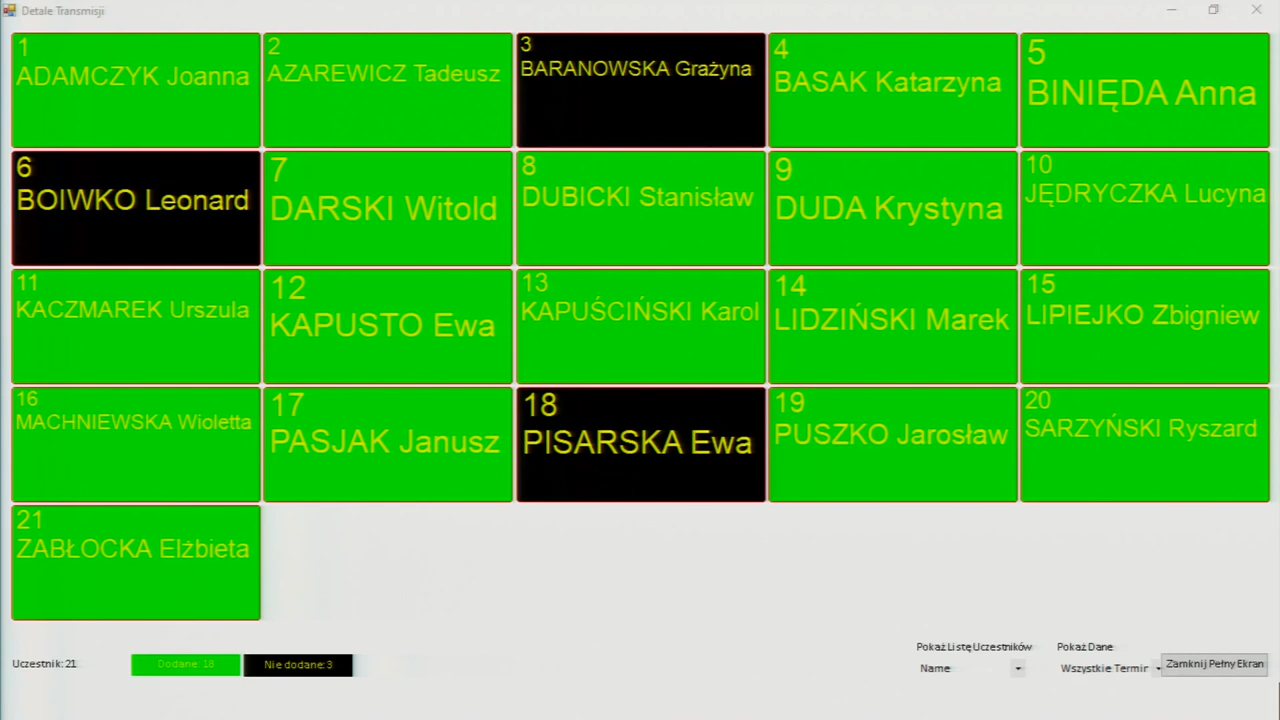 Detale Transmisji
1
ADAMCZYK Joanna
2
AZAREWICZ Tadeusz
3
BARANOWSKA Grażyna
4
BASAK Katarzyna
5
BINIĘDA Anna
6
BOIWKO Leonard
7
DARSKI Witold
8
DUBICKI Stanisław
9
DUDA Krystyna
10
JĘDRYCZKA Lucyna
11
KACZMAREK Urszula
12
KAPUSTO Ewa
13
KAPUŚCIŃSKI Karol
14
LIDZIŃSKI Marek
15
LIPIEJKO Zbigniew
16
MACHNIEWSKA Wioletta
17
PASJAK Janusz
18
PISARSKA Ewa
19
PUSZKO Jarosław
20
SARZYŃSKI Ryszard
21
ZABŁOCKA Elżbieta
Uczestnik: 21
Dodane: 18
Nie dodane: 3
Pokaż Listę Uczestników
Name
Pokaż Dane
Wszystkie Termir
Zamknij Pełny Ekran